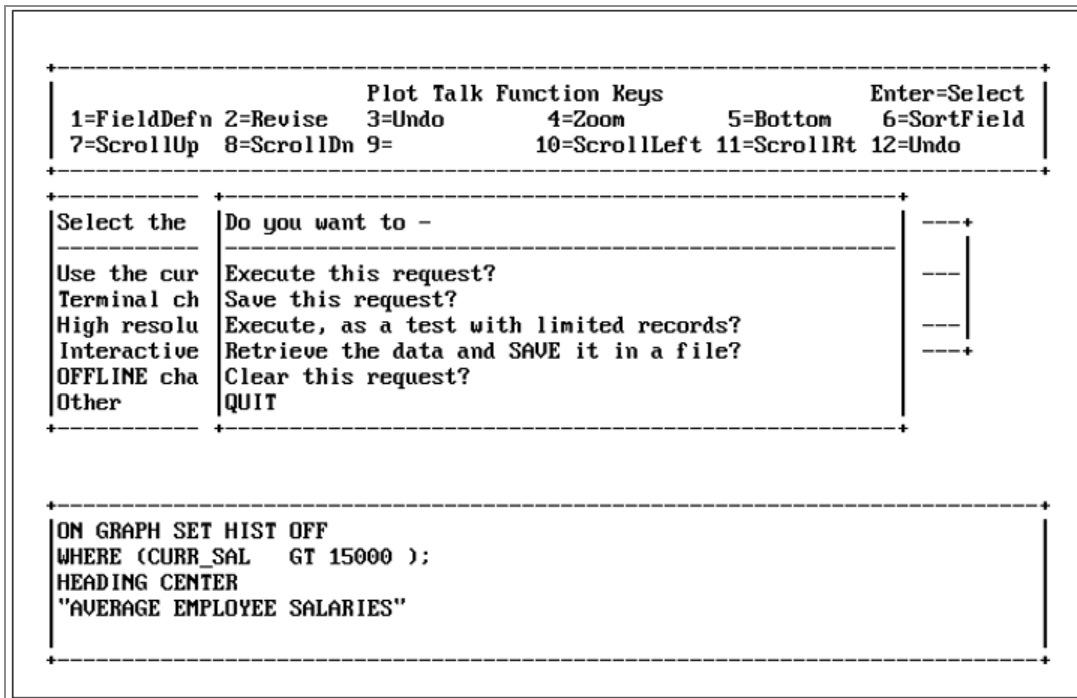 Plot Talk Function Keys Enter=Select
1=FieldDefn 2=Revise 3=Undo 4=Zoom 5=Bottom 6=SortField
7=ScrollUp 8=ScrollDn 9= 10=ScrollLeft 11=ScrollRt 12=Undo
Select the
Use the cur
Terminal ch
High resolu
Interactive
OFFLINE cha
Other
Do you want to -
Execute this request?
Save this request?
Execute, as a test with limited records?
Retrieve the data and SAVE it in a file?
Clear this request?
QUIT
ON GRAPH SET HIST OFF
WHERE (CURR_SAL GT 15000 );
HEADING CENTER
"AVERAGE EMPLOYEE SALARIES"